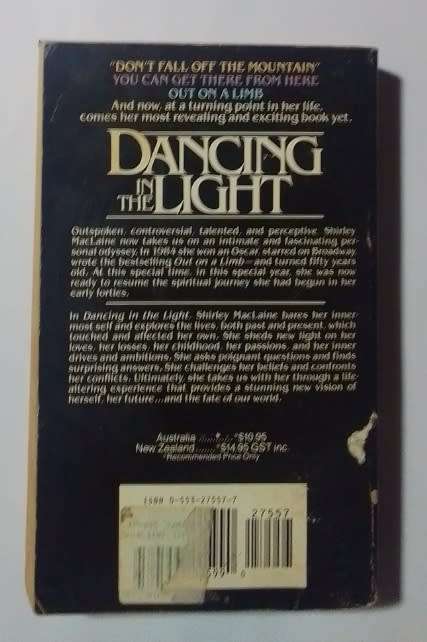 "DON'T FALL OFF THE MOUNTAIN"
YOU CAN GET THERE FROM HERE
OUT ON A LIMB
And now, at a turning point in her life,
comes her most revealing and exciting book yet.
DANCING
IN
THE LIGHT
Outspoken, controversial, talented, and perceptive, Shirley
MacLaine now takes us on an intimate and fascinating per-
sonal odyssey. In 1984 she won an Oscar, starred on Broadway,
wrote the bestselling Out on a Limb—and turned fifty years
old. At this special time, in this special year, she was now
ready to resume the spiritual journey she had begun in her
early forties.
In Dancing in the Light, Shirley MacLaine bares her inner-
most self and explores the lives, both past and present, which
touched and affected her own. She sheds new light on her
loves, her losses, her childhood, her passions, and her inner
drives and ambitions. She asks poignant questions and finds
surprising answers. She challenges her beliefs and confronts
her conflicts. Ultimately, she takes us with her through a life
altering experience that provides a stunning new vision of
herself, her future...and the fate of our world.
Australia ......*.....*$10.95
New Zealand .......*$14.95 GST inc.
*Recommended Price Only
ISBN 0-553-27557-7
27557